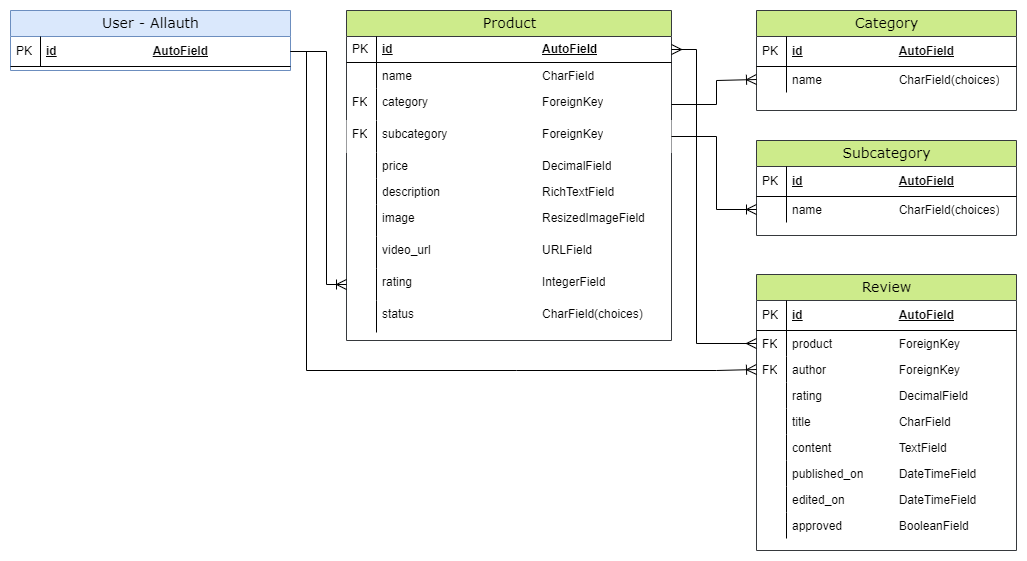 User - Allauth
PK id AutoField
Product
PK id AutoField
name CharField
FK category ForeignKey
FK subcategory ForeignKey
price DecimalField
description RichTextField
image ResizedImageField
video_url URLField
rating IntegerField
status CharField(choices)
Category
PK id AutoField
name CharField(choices)
Subcategory
PK id AutoField
name CharField(choices)
Review
PK id AutoField
FK product ForeignKey
FK author ForeignKey
rating DecimalField
title CharField
content TextField
published_on DateTimeField
edited_on DateTimeField
approved BooleanField